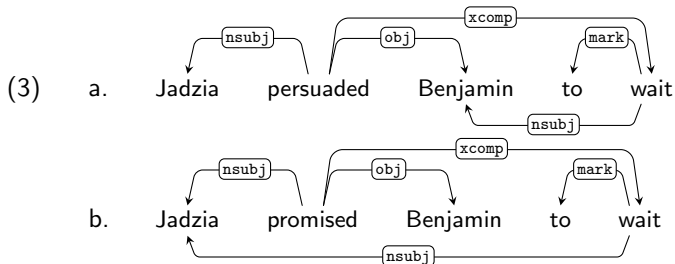 xcomp
nsubj obj mark
(3) a. Jadzia persuaded Benjamin to wait
nsubj
xcomp
nsubj obj mark
b. Jadzia promised Benjamin to wait
nsubj